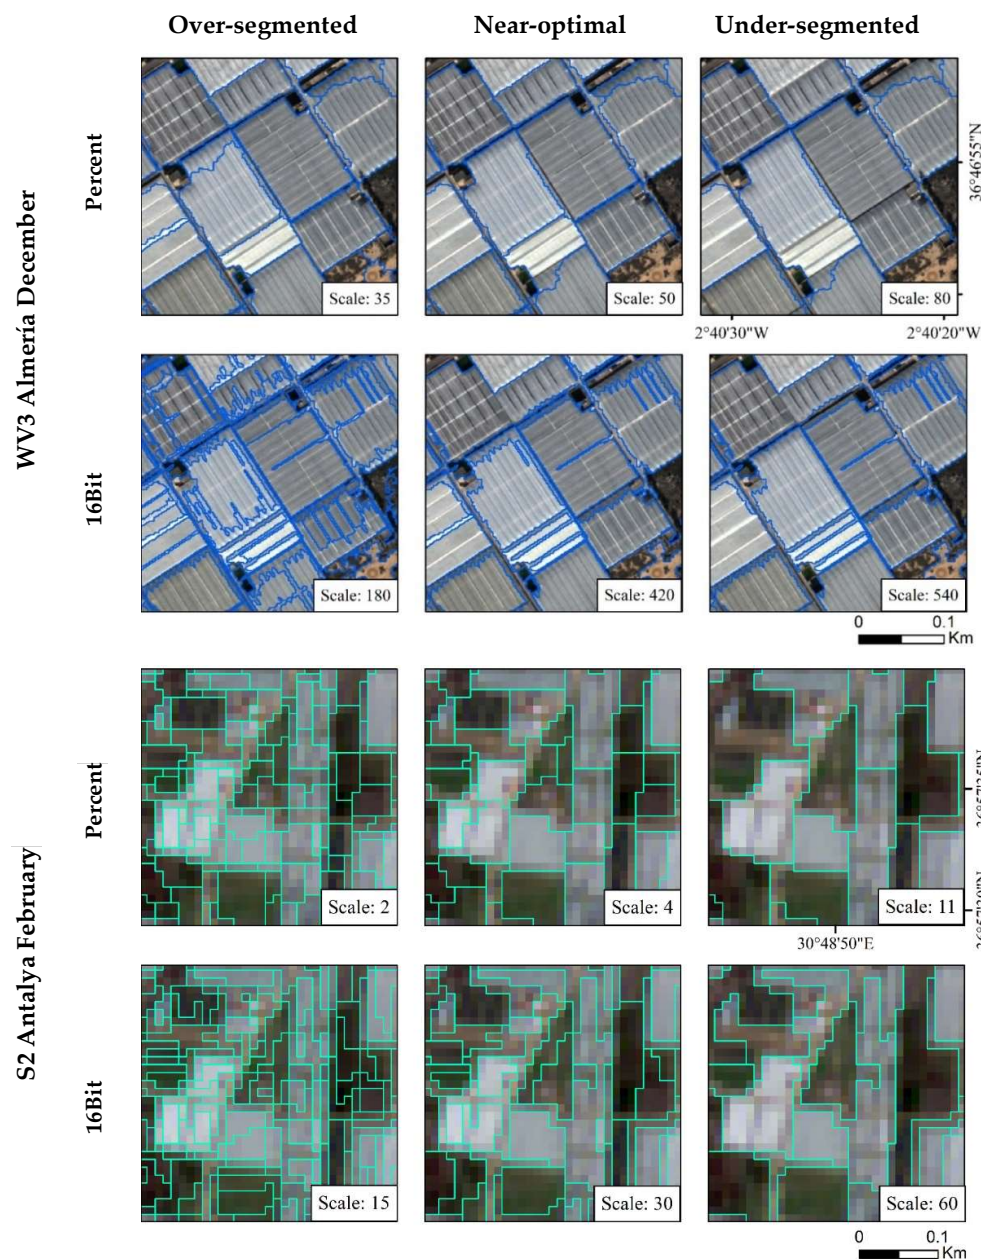 Over-segmented Near-optimal Under-segmented
WV3 Almería December
Percent
Scale: 35
Scale: 50
Scale: 80
36°46'55"N
2°40'30"W 2°40'20"W
16Bit
Scale: 180
Scale: 420
Scale: 540
0 0.1
Km
S2 Antalya February
Percent
Scale: 2
Scale: 4
Scale: 11
30°48'50"E
16Bit
Scale: 15
Scale: 30
Scale: 60
0 0.1
Km